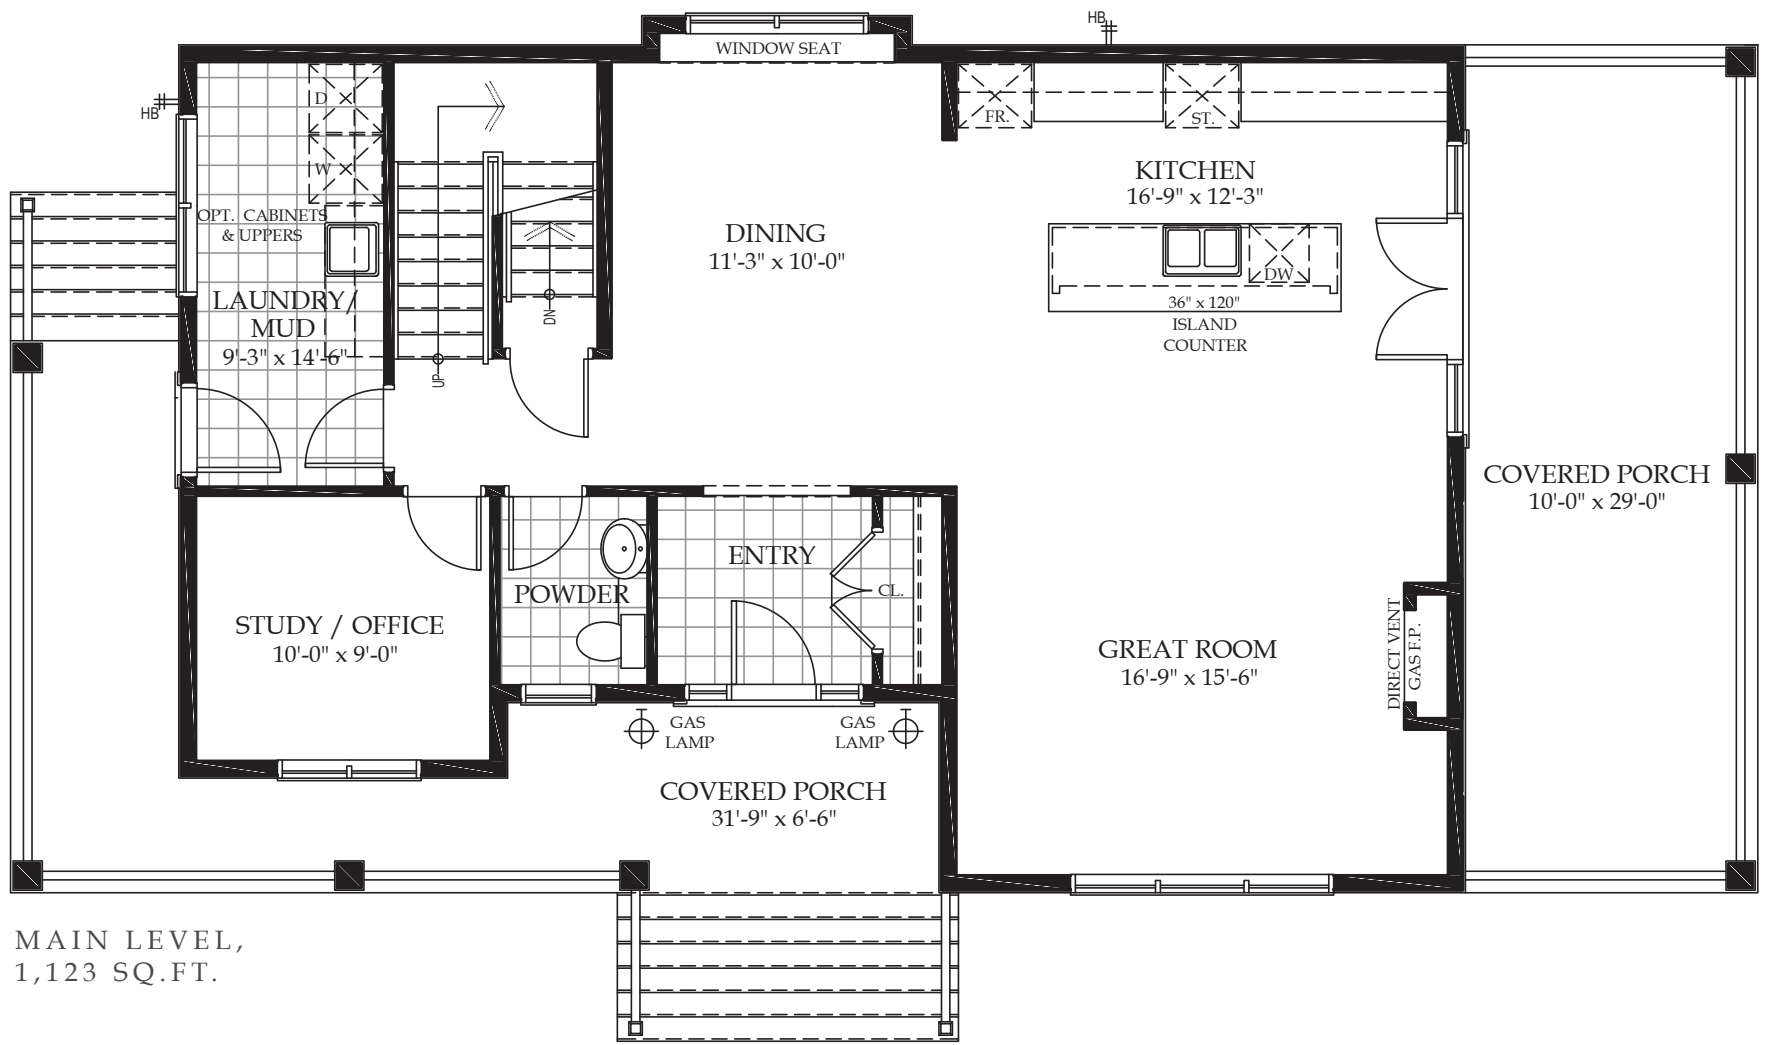 HB
WINDOW SEAT
D
HB
FR.
ST.
W
KITCHEN
16'-9" x 12'-3"
OPT. CABINETS
& UPPERS
DINING
11'-3" x 10'-0"
DW
LAUNDRY/
MUD
9'-3" x 14'-6"
DN
36" x 120"
ISLAND
COUNTER
UP
COVERED PORCH
10'-0" x 29'-0"
ENTRY
CL.
POWDER
STUDY / OFFICE
10'-0" x 9'-0"
GREAT ROOM
16'-9" x 15'-6"
DIRECT VENT
GAS F.P.
GAS
LAMP
GAS
LAMP
COVERED PORCH
31'-9" x 6'-6"
MAIN LEVEL,
1,123 SQ.FT.